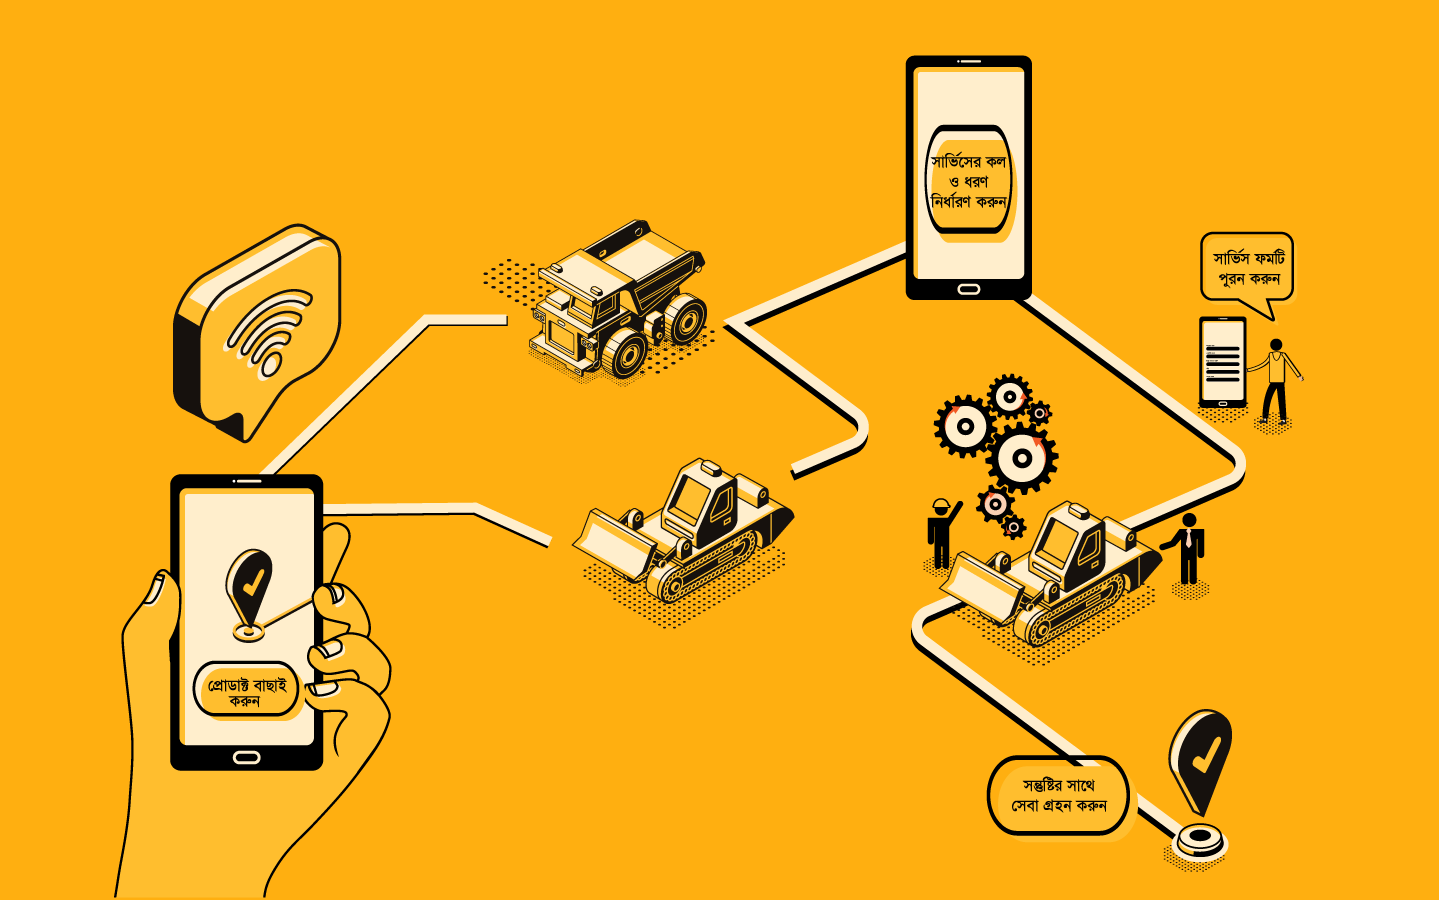 সার্ভিসের কল
ও ধরণ
নির্ধারণ করুন
সার্ভিস ফর্মটি
পুরন করুন
প্রোডাক্ট বাছাই
করুন
সন্তুষ্টির সাথে
সেবা গ্রহন করুন